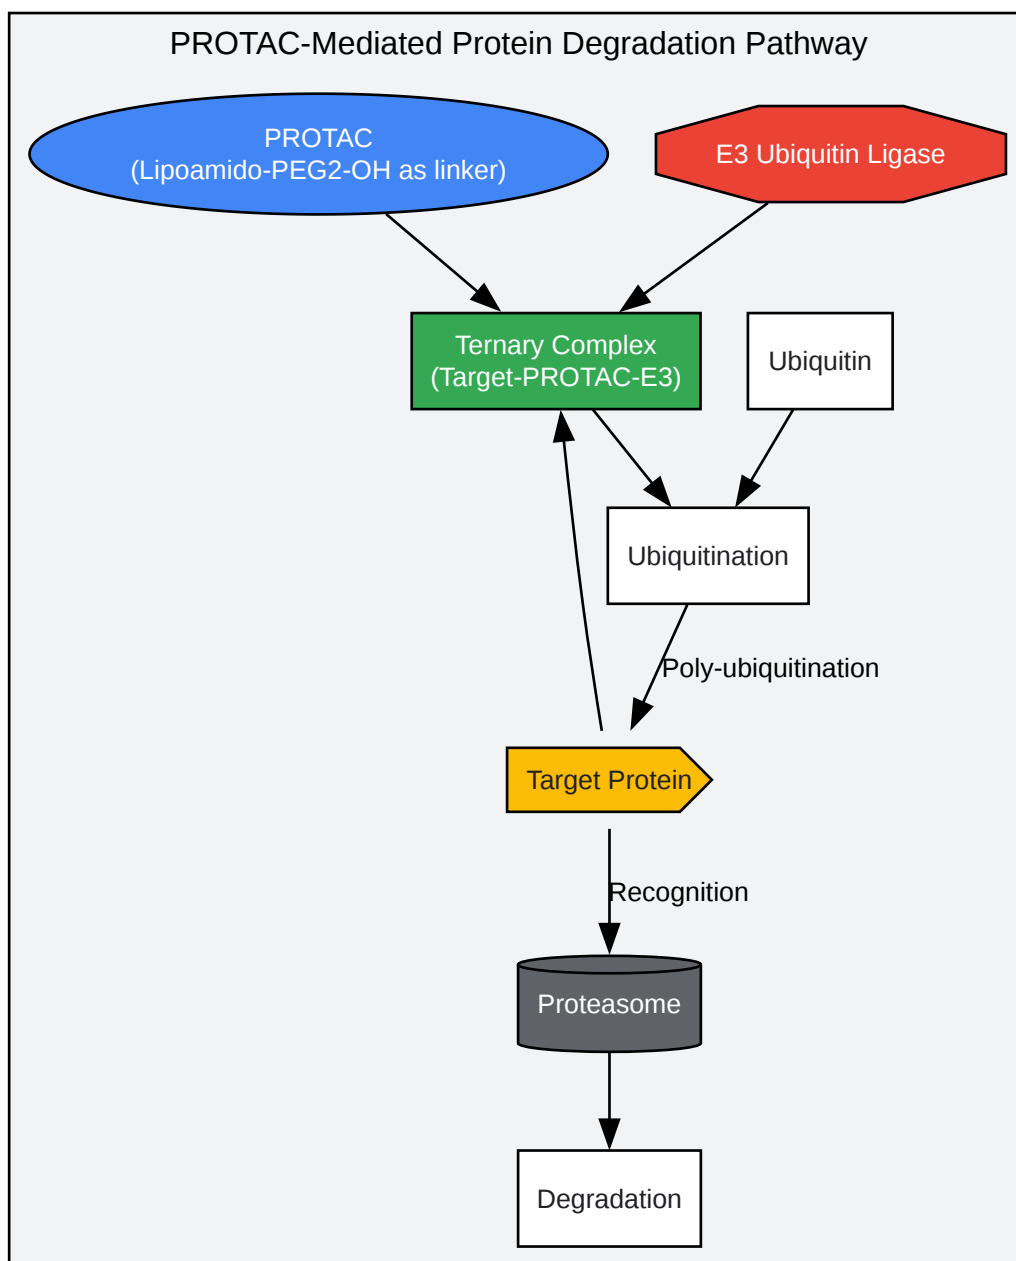 PROTAC-Mediated Protein Degradation Pathway
PROTAC
(Lipoamido-PEG2-OH as linker)
E3 Ubiquitin Ligase
Ternary Complex
(Target-PROTAC-E3)
Ubiquitin
Ubiquitination
Poly-ubiquitination
Target Protein
Recognition
Proteasome
Degradation